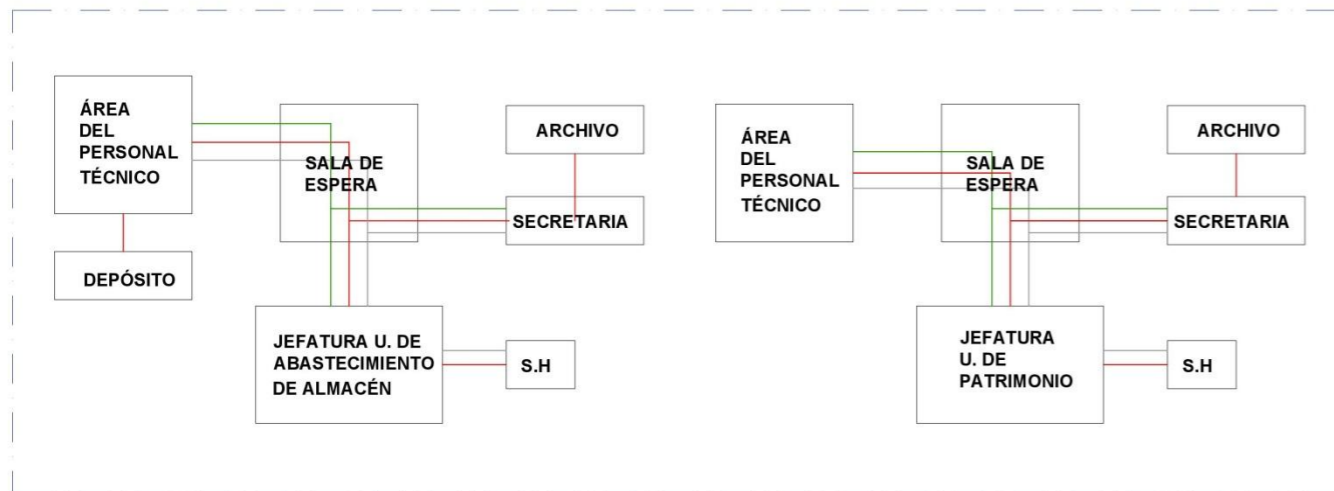 ÁREA
DEL
PERSONAL
TÉCNICO
SALA DE
ESPERA
ARCHIVO
SECRETARIA
DEPÓSITO
JEFATURA U. DE
ABASTECIMIENTO
DE ALMACÉN
S.H
ÁREA
DEL
PERSONAL
TÉCNICO
SALA DE
ESPERA
ARCHIVO
SECRETARIA
JEFATURA
U. DE
PATRIMONIO
S.H